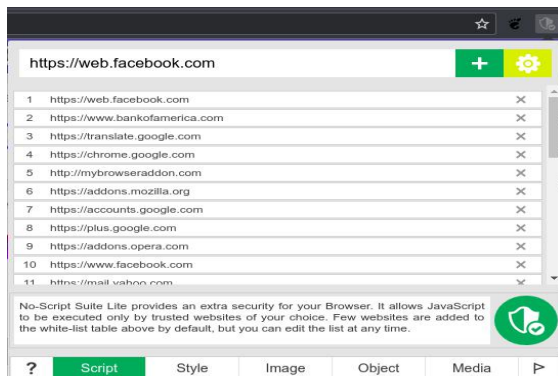 https://web.facebook.com +
1 https://web.facebook.com ×
2 https://www.bankofamerica.com ×
3 https://translate.google.com ×
4 https://chrome.google.com ×
5 http://mybrowseraddon.com ×
6 https://addons.mozilla.org ×
7 https://accounts.google.com ×
8 https://plus.google.com ×
9 https://addons.opera.com ×
10 https://www.facebook.com ×
11 https://mail.yahoo.com ×
No-Script Suite Lite provides an extra security for your Browser. It allows JavaScript
to be executed only by trusted websites of your choice. Few websites are added to
the white-list table above by default, but you can edit the list at any time.
? Script Style Image Object Media